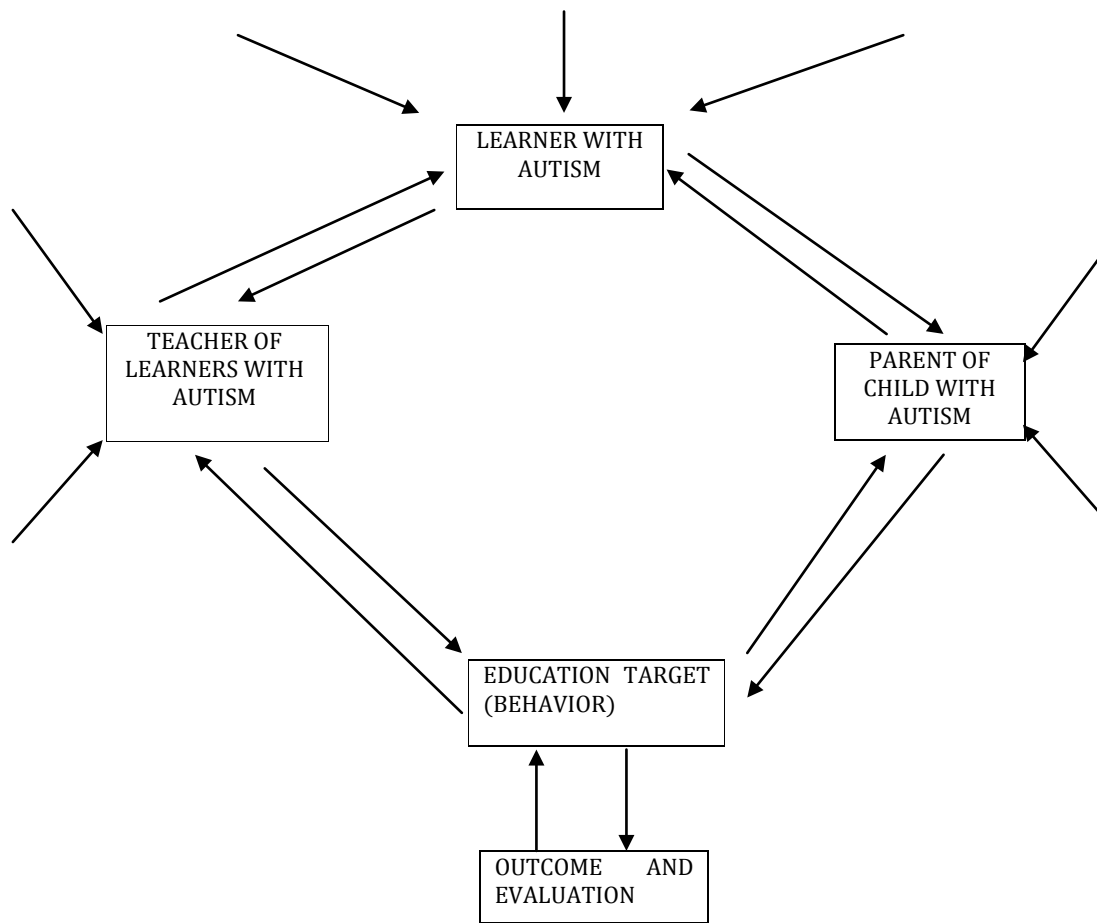 LEARNER WITH
AUTISM
TEACHER OF
LEARNERS WITH
AUTISM
PARENT OF
CHILD WITH
AUTISM
EDUCATION TARGET
(BEHAVIOR)
OUTCOME AND
EVALUATION